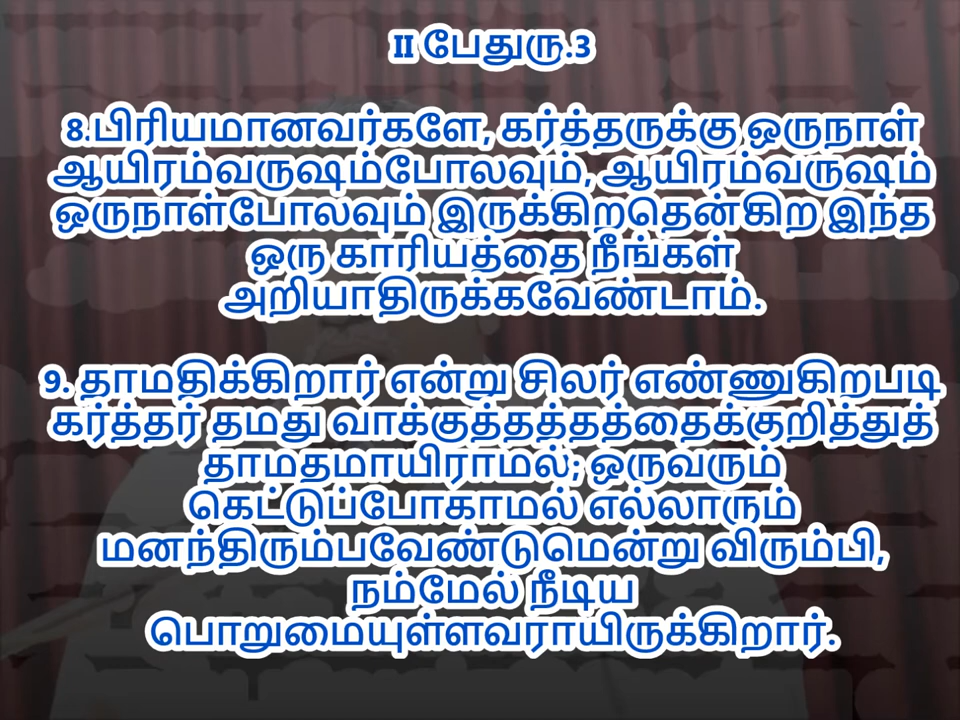 II பேதுரு.3
8.பிரியமானவர்களே, கர்த்தருக்கு ஒருநாள்
ஆயிரம்வருஷம்போலவும், ஆயிரம்வருஷம்
ஒருநாள்போலவும் இருக்கிறதென்கிற இந்த
ஒரு காரியத்தை நீங்கள்
அறியாதிருக்கவேண்டாம்.
9. தாமதிக்கிறார் என்று சிலர் எண்ணுகிறபடி
கர்த்தர் தமது வாக்குத்தத்தத்தைக்குறித்துத்
தாமதமாயிராமல்; ஒருவரும்
கெட்டுப்போகாமல் எல்லாரும்
மனந்திரும்பவேண்டுமென்று விரும்பி,
நம்மேல் நீடிய
பொறுமையுள்ளவராயிருக்கிறார்.